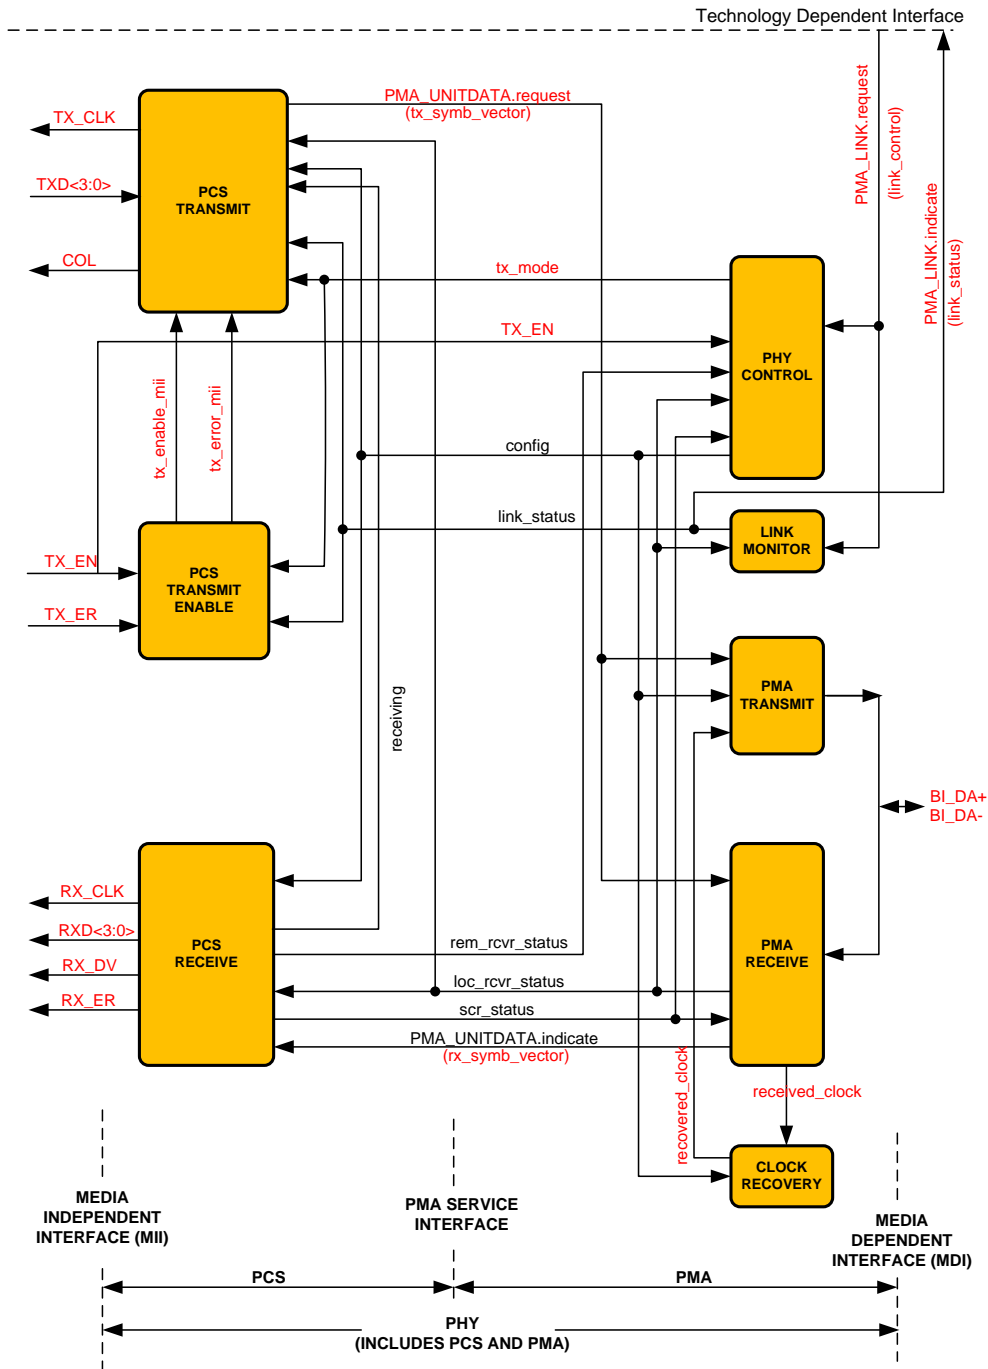 Technology Dependent Interface
PMA_UNITDATA.request
(tx_symb_vector)
PMA_LINK.request
(link_control)
PMA_LINK.indicate
(link_status)
TX_CLK
TXD<3:0>
COL
PCS
TRANSMIT
tx_mode
TX_EN
PHY
CONTROL
tx_enable_mii
tx_error_mii
config
link_status
LINK
MONITOR
TX_EN
TX_ER
PCS
TRANSMIT
ENABLE
receiving
PMA
TRANSMIT
BI_DA+
BI_DA-
RX_CLK
RXD<3:0>
RX_DV
RX_ER
PCS
RECEIVE
rem_rcvr_status
loc_rcvr_status
scr_status
PMA_UNITDATA.indicate
(rx_symb_vector)
PMA
RECEIVE
recovered_clock
received_clock
CLOCK
RECOVERY
MEDIA
INDEPENDENT
INTERFACE (MII)
PMA SERVICE
INTERFACE
MEDIA
DEPENDENT
INTERFACE (MDI)
PCS
PMA
PHY
(INCLUDES PCS AND PMA)